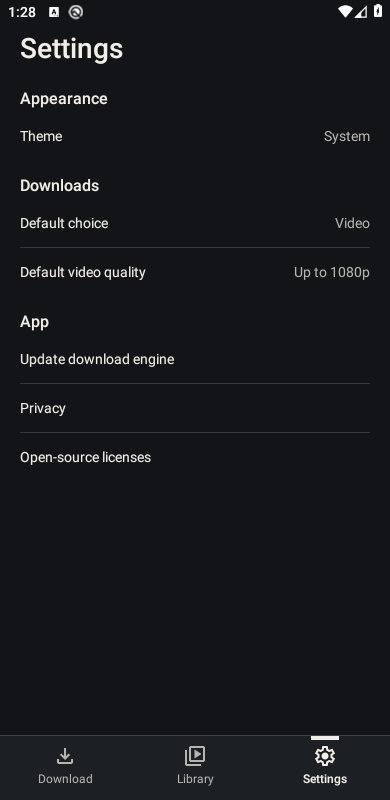 1:28
Settings
Appearance
Theme System
Downloads
Default choice Video
Default video quality Up to 1080p
App
Update download engine
Privacy
Open-source licenses
Download Library Settings